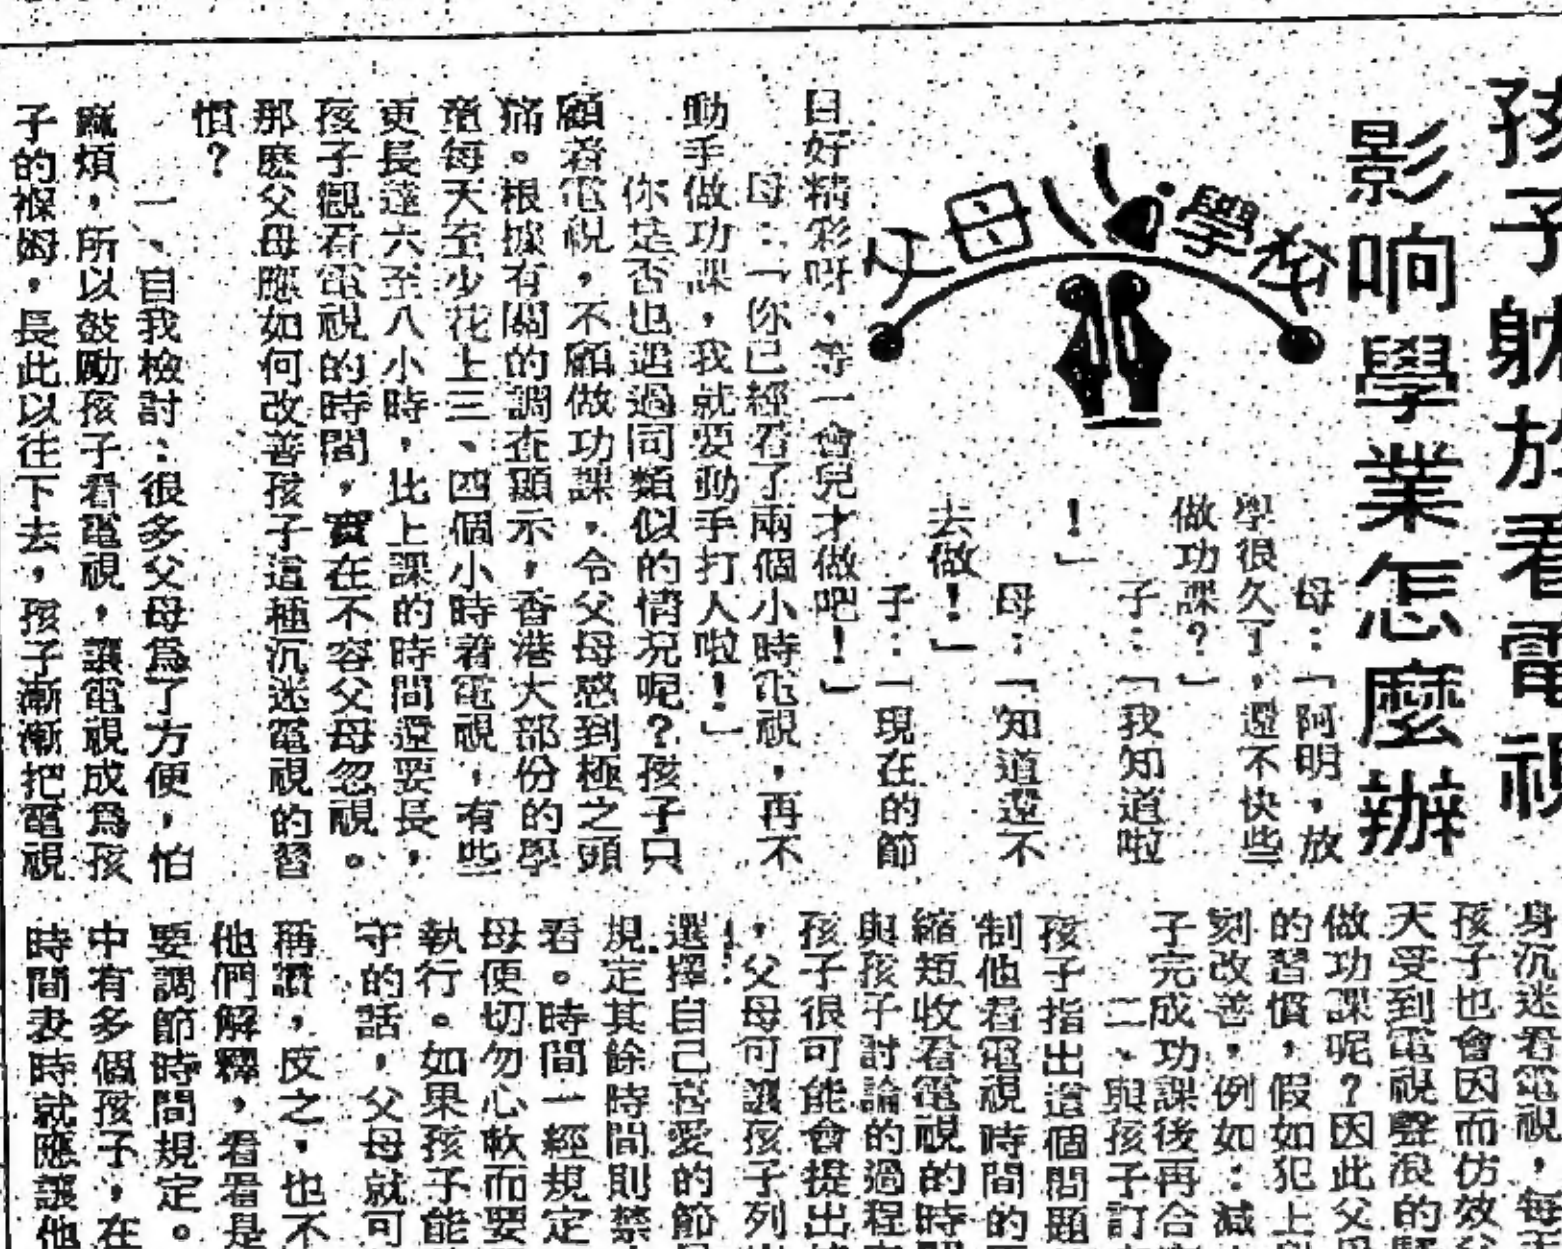 孩子躭於看電視
影响學業怎麼辦
父母學校
母：「阿明，放
學很久了，還不快些
做功課？」
子：「我知道啦
！」
母：「知道還不
去做！」
子：「現在的節
目好精彩呀，等一會兒才做吧！」
母：「你已經看了兩個小時電視，再不
動手做功課，我就要動手打人啦！」
你是否也遇過同類似的情況呢？孩子只
顧着電視，不顧做功課，令父母感到極之頭
痛。根據有關的調查顯示，香港大部份的學
童每天至少花上三、四個小時看電視，有些
更長達六至八小時，比上課的時間還要長，
孩子觀看電視的時間，實在不容父母忽視。
那麽父母應如何改善孩子這種沉迷電視的習
慣？
一、自我檢討：很多父母爲了方便，怕
麻煩，所以鼓勵孩子看電視，讓電視成爲孩
子的褓姆，長此以往下去，孩子漸漸把電視
身沉迷看電視，每
孩子也會因而仿效
天受到電視聲浪的
做功課呢？因此父
的習慣，假如犯上
刻改善，例如：減
子完成功課後再合
二、與孩子訂
孩子指出這個問題
制他看電視時間的
縮短收看電視的時
與孩子討論的過程
孩子很可能會提出
，父母可讓孩子列
選擇自己喜愛的節
規定其餘時間則禁
看。時間一經規定
母便切勿心軟而要
執行。如果孩子能
守的話，父母就可
稱讚，反之，也不
他們解釋，看看是
要調節時間規定。
中有多個孩子，在
時間表時就應讓他